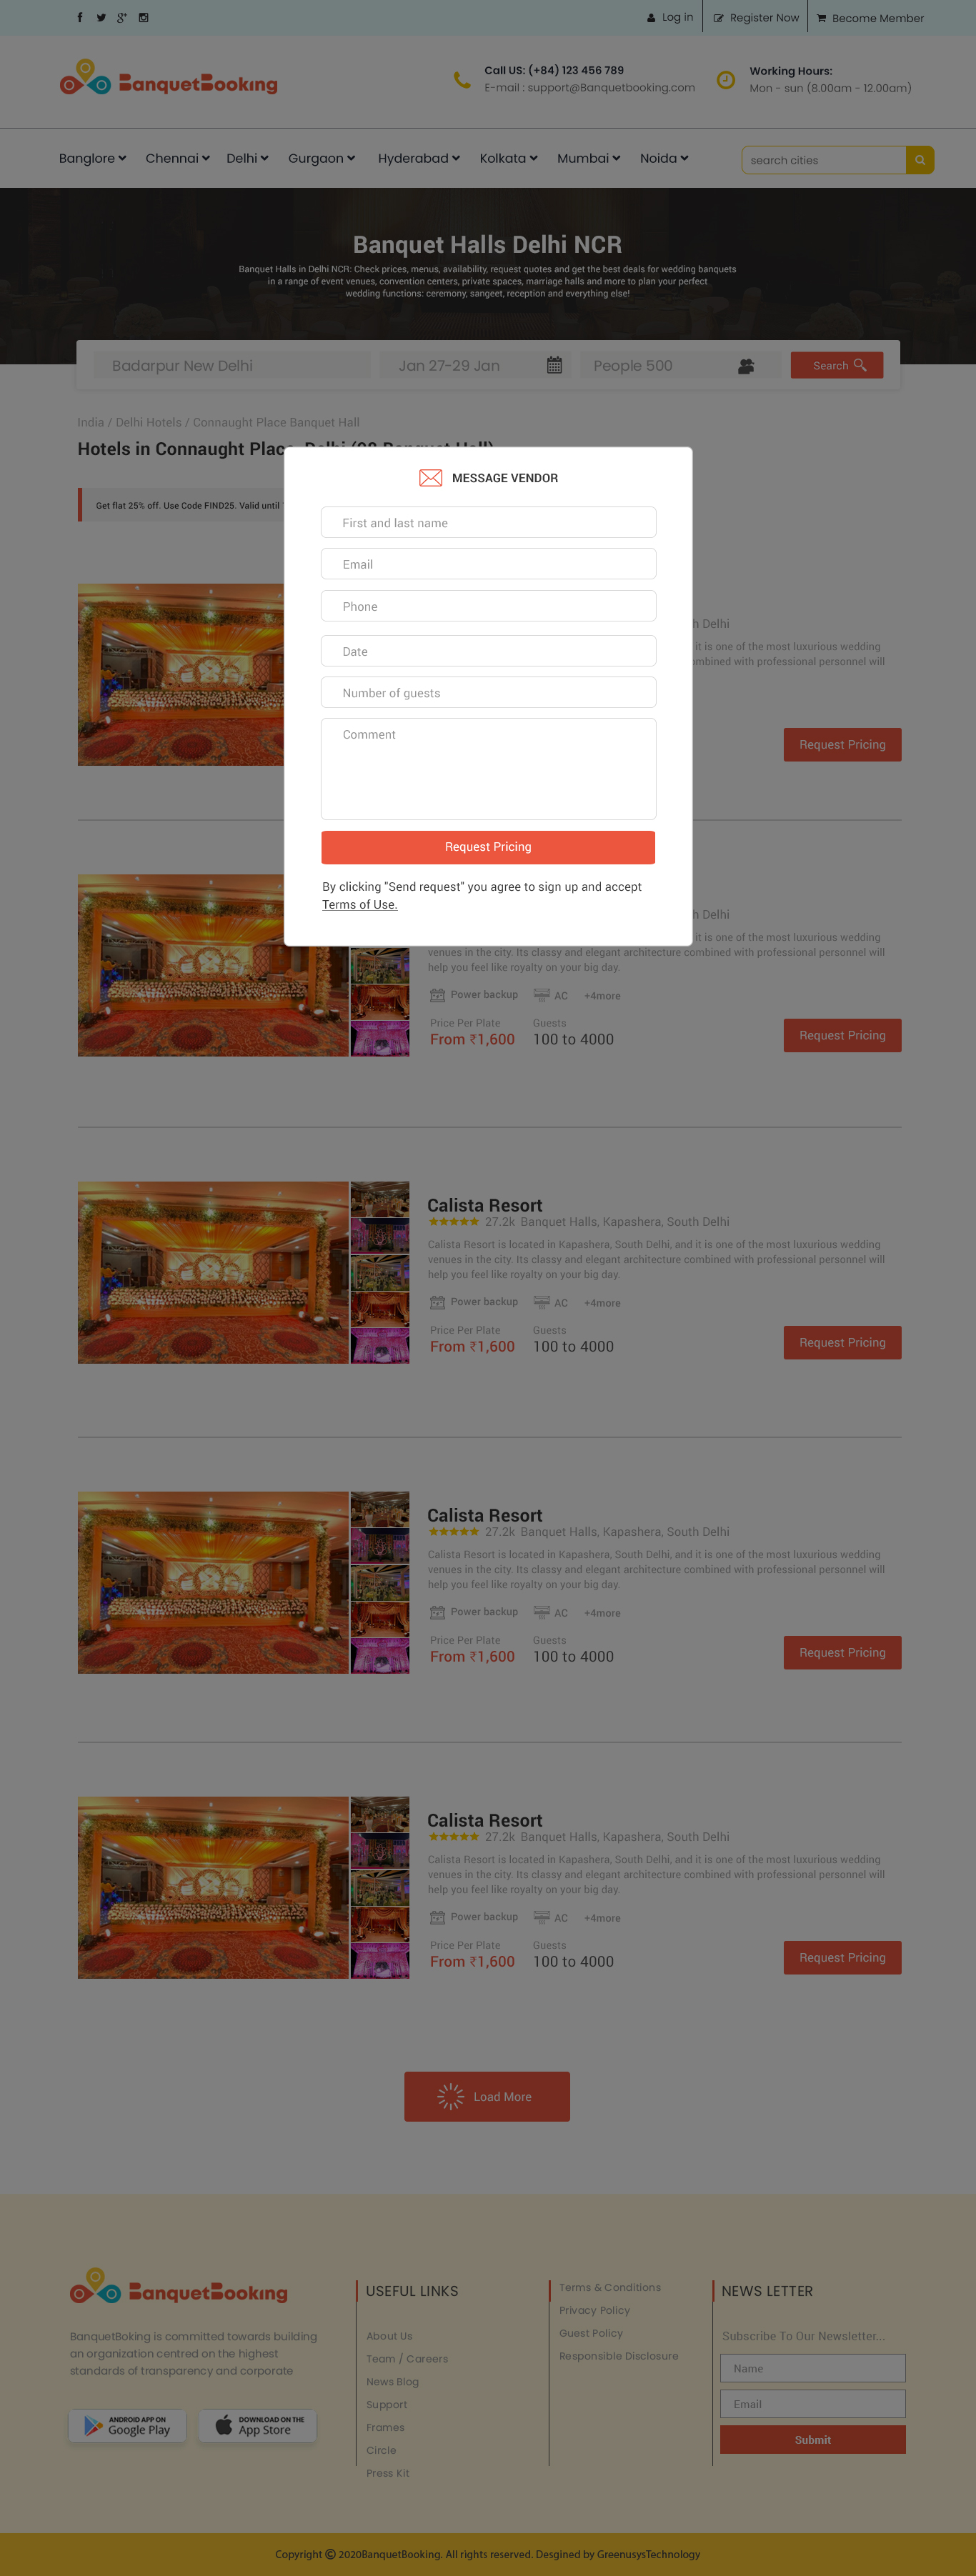 Log in
Register Now
Become Member
BanquetBooking
Call US: (+84) 123 456 789
E-mail : support@Banquetbooking.com
Working Hours:
Mon - sun (8.00am - 12.00am)
Banglore
Chennai
Delhi
Gurgaon
Hyderabad
Kolkata
Mumbai
Noida
search cities
Banquet Halls Delhi NCR
Banquet Halls in Delhi NCR: Check prices, menus, availability, request quotes and get the best deals for wedding banquets
in a range of event venues, convention centers, private spaces, marriage halls and more to plan your perfect
wedding functions: ceremony, sangeet, reception and everything else!
Badarpur New Delhi
Jan 27-29 Jan
People 500
Search
India / Delhi Hotels / Connaught Place Banquet Hall
Hotels in Connaught Place, Delhi (98 Banquet Hall)
Get flat 25% off. Use Code FIND25. Valid until
MESSAGE VENDOR
First and last name
Email
Phone
Date
Number of guests
Comment
Request Pricing
By clicking "Send request" you agree to sign up and accept
Terms of Use.
Delhi
it is one of the most luxurious wedding
combined with professional personnel will
Request Pricing
Delhi
it is one of the most luxurious wedding
venues in the city. Its classy and elegant architecture combined with professional personnel will
help you feel like royalty on your big day.
Power backup
AC
+4more
Price Per Plate
Guests
From ₹1,600
100 to 4000
Request Pricing
Calista Resort
27.2k Banquet Halls, Kapashera, South Delhi
Calista Resort is located in Kapashera, South Delhi, and it is one of the most luxurious wedding
venues in the city. Its classy and elegant architecture combined with professional personnel will
help you feel like royalty on your big day.
Power backup
AC
+4more
Price Per Plate
Guests
From ₹1,600
100 to 4000
Request Pricing
Calista Resort
27.2k Banquet Halls, Kapashera, South Delhi
Calista Resort is located in Kapashera, South Delhi, and it is one of the most luxurious wedding
venues in the city. Its classy and elegant architecture combined with professional personnel will
help you feel like royalty on your big day.
Power backup
AC
+4more
Price Per Plate
Guests
From ₹1,600
100 to 4000
Request Pricing
Calista Resort
27.2k Banquet Halls, Kapashera, South Delhi
Calista Resort is located in Kapashera, South Delhi, and it is one of the most luxurious wedding
venues in the city. Its classy and elegant architecture combined with professional personnel will
help you feel like royalty on your big day.
Power backup
AC
+4more
Price Per Plate
Guests
From ₹1,600
100 to 4000
Request Pricing
Load More
BanquetBooking
BanquetBoking is committed towards building
an organization centred on the highest
standards of transparency and corporate
ANDROID APP ON
Google Play
DOWNLOAD ON THE
App Store
USEFUL LINKS
About Us
Team / Careers
News Blog
Support
Frames
Circle
Press Kit
Terms & Conditions
Privacy Policy
Guest Policy
Responsible Disclosure
NEWS LETTER
Subscribe To Our Newsletter...
Name
Email
Submit
Copyright © 2020BanquetBooking. All rights reserved. Desgined by GreenusysTechnology